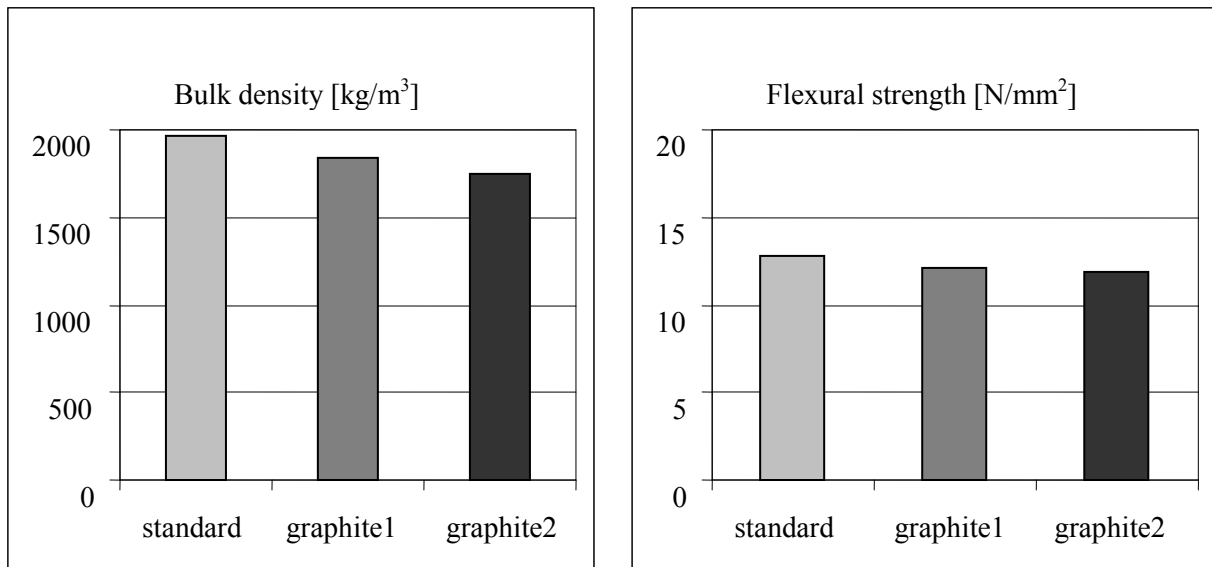 Bulk density [kg/m³]
2000
1500
1000
500
0
standard graphite1 graphite2
Flexural strength [N/mm²]
20
15
10
5
0
standard graphite1 graphite2